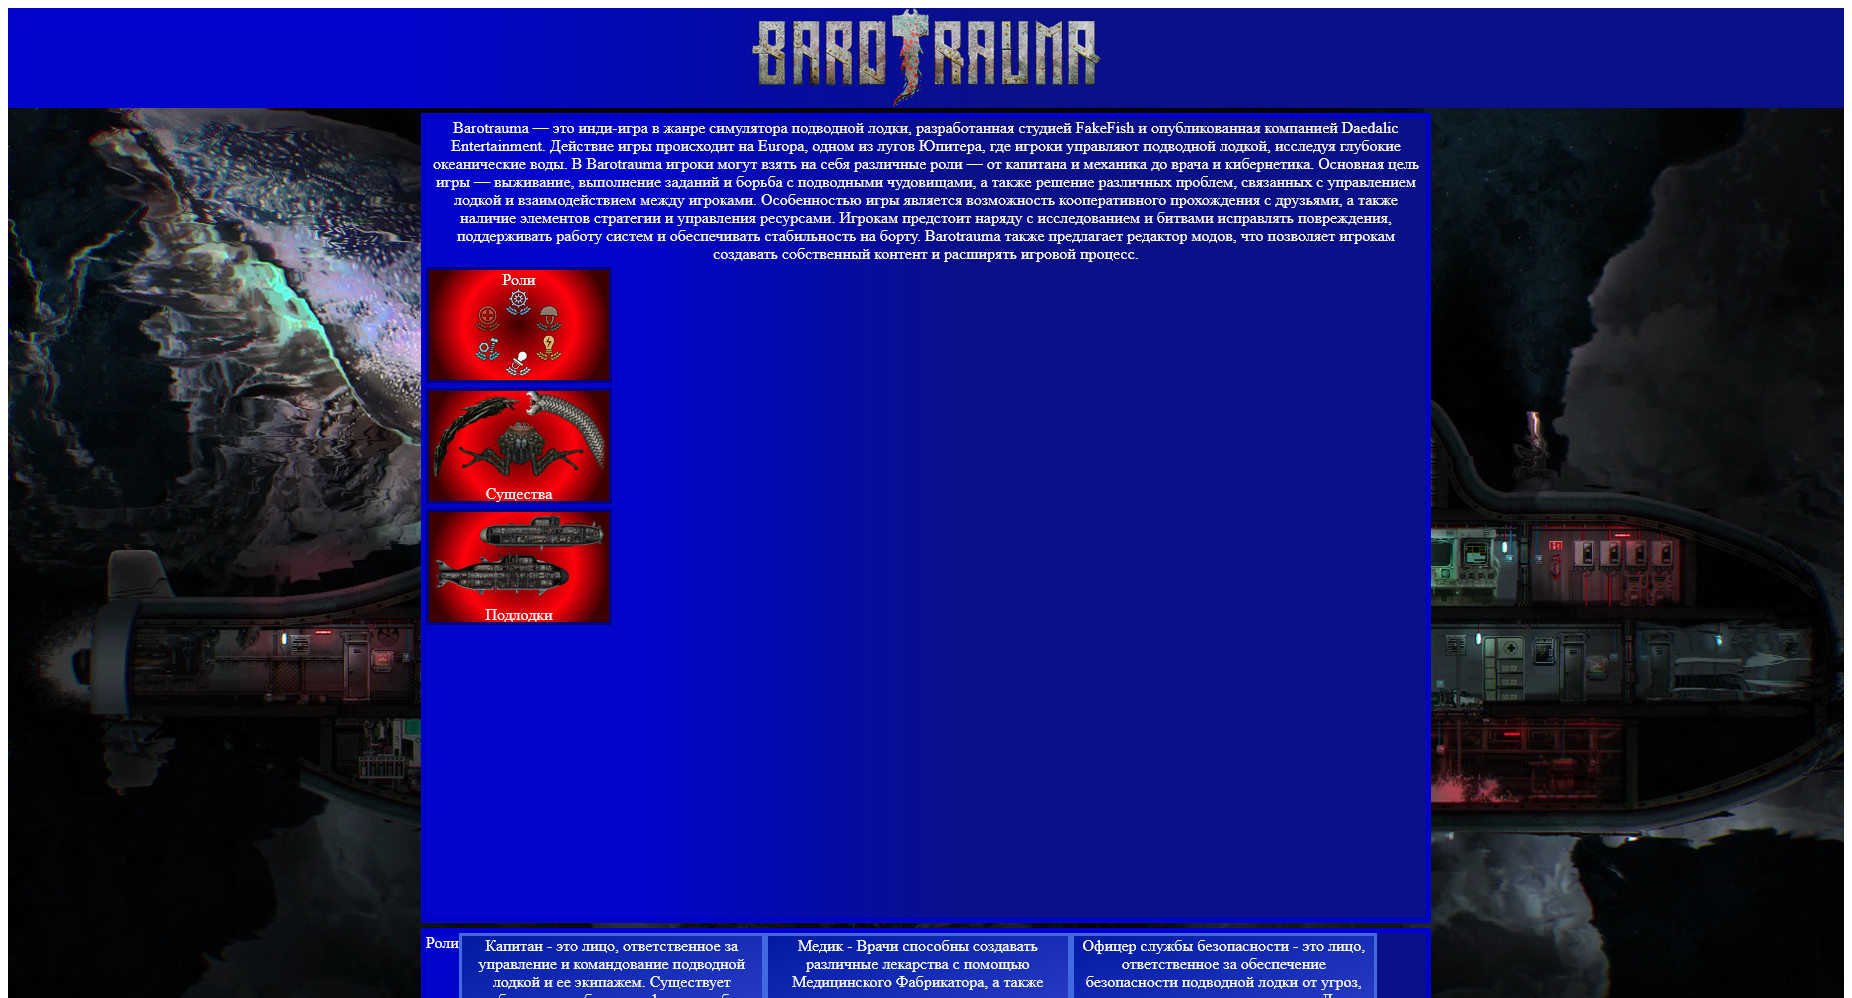 BAROTRAUMA
Barotrauma — это инди-игра в жанре симулятора подводной лодки, разработанная студией FakeFish и опубликованная компанией Daedalic
Entertainment. Действие игры происходит на Europa, одном из лугов Юпитера, где игроки управляют подводной лодкой, исследуя глубокие
океанические воды. В Barotrauma игроки могут взять на себя различные роли — от капитана и механика до врача и кибернетика. Основная цель
игры — выживание, выполнение заданий и борьба с подводными чудовищами, а также решение различных проблем, связанных с управлением
лодкой и взаимодействием между игроками. Особенностью игры является возможность кооперативного прохождения с друзьями, а также
наличие элементов стратегии и управления ресурсами. Игрокам предстоит наряду с исследованием и битвами исправлять повреждения,
поддерживать работу систем и обеспечивать стабильность на борту. Barotrauma также предлагает редактор модов, что позволяет игрокам
создавать собственный контент и расширять игровой процесс.
Роли
Существа
Подлодки
Роли
Капитан - это лицо, ответственное за
управление и командование подводной
лодкой и ее экипажем. Существует
Медик - Врачи способны создавать
различные лекарства с помощью
Медицинского Фабрикатора, а также
Офицер службы безопасности - это лицо,
ответственное за обеспечение
безопасности подводной лодки от угроз,